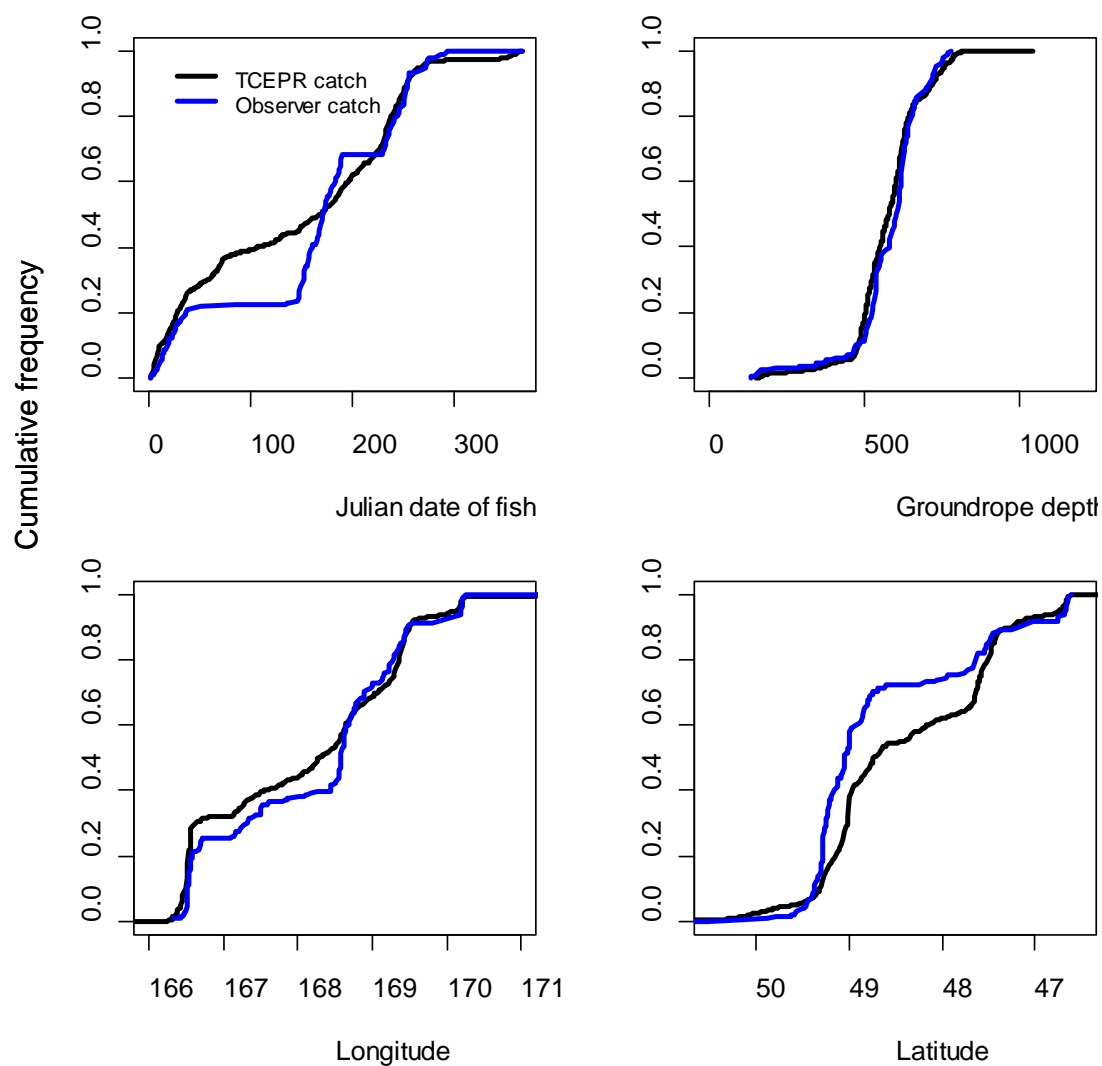 Cumulative frequency
1.0
0.8
0.6
0.4
0.2
0.0
TCEPR catch
Observer catch
0 100 200 300
Julian date of fish
1.0
0.8
0.6
0.4
0.2
0.0
0 500 1000
Groundrope depth
1.0
0.8
0.6
0.4
0.2
0.0
166 167 168 169 170 171
Longitude
1.0
0.8
0.6
0.4
0.2
0.0
50 49 48 47
Latitude